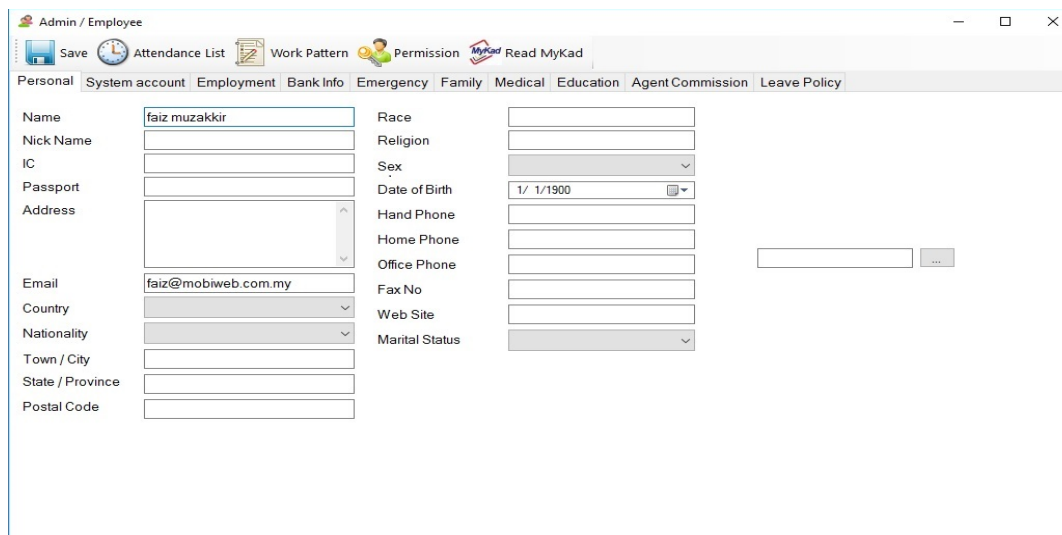 Admin / Employee
Save Attendance List Work Pattern Permission MyKad Read MyKad
Personal System account Employment Bank Info Emergency Family Medical Education Agent Commission Leave Policy
Name faiz muzakkir
Nick Name
IC
Passport
Address
Email faiz@mobiweb.com.my
Country
Nationality
Town / City
State / Province
Postal Code
Race
Religion
Sex
Date of Birth 1/ 1/1900
Hand Phone
Home Phone
Office Phone
Fax No
Web Site
Marital Status
...